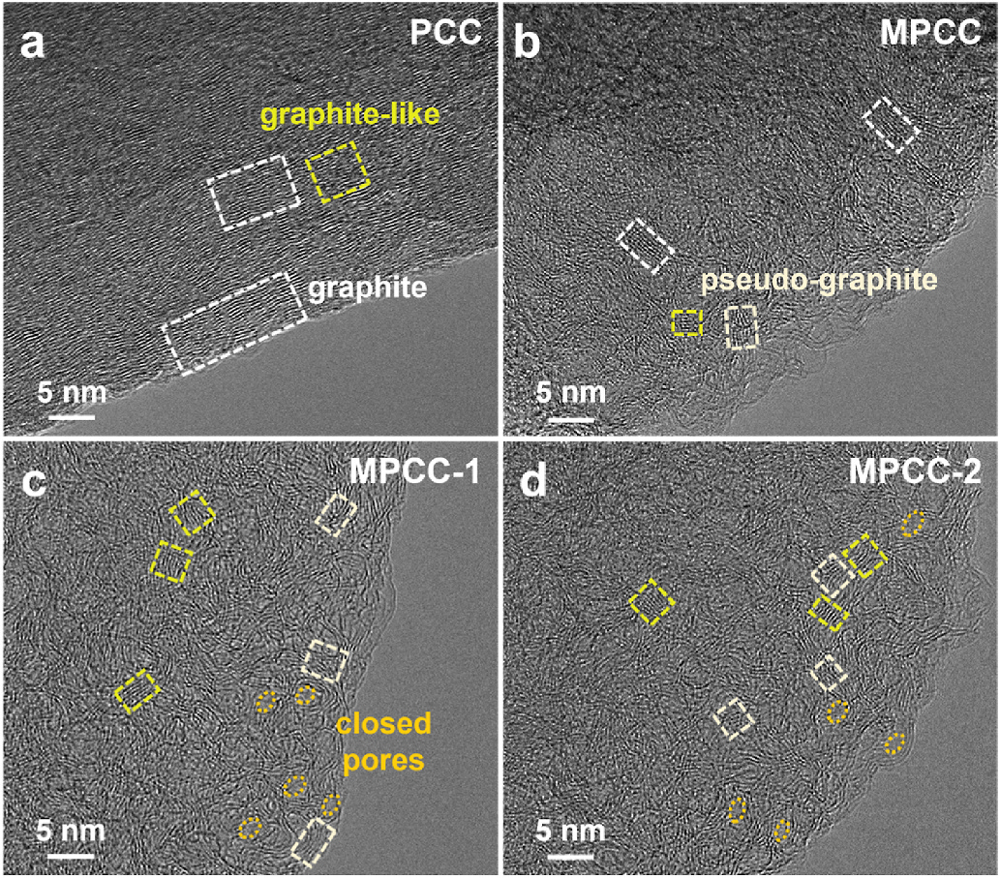 a
PCC
graphite-like
graphite
5 nm
b
MPCC
pseudo-graphite
5 nm
c
MPCC-1
closed
pores
5 nm
d
MPCC-2
5 nm